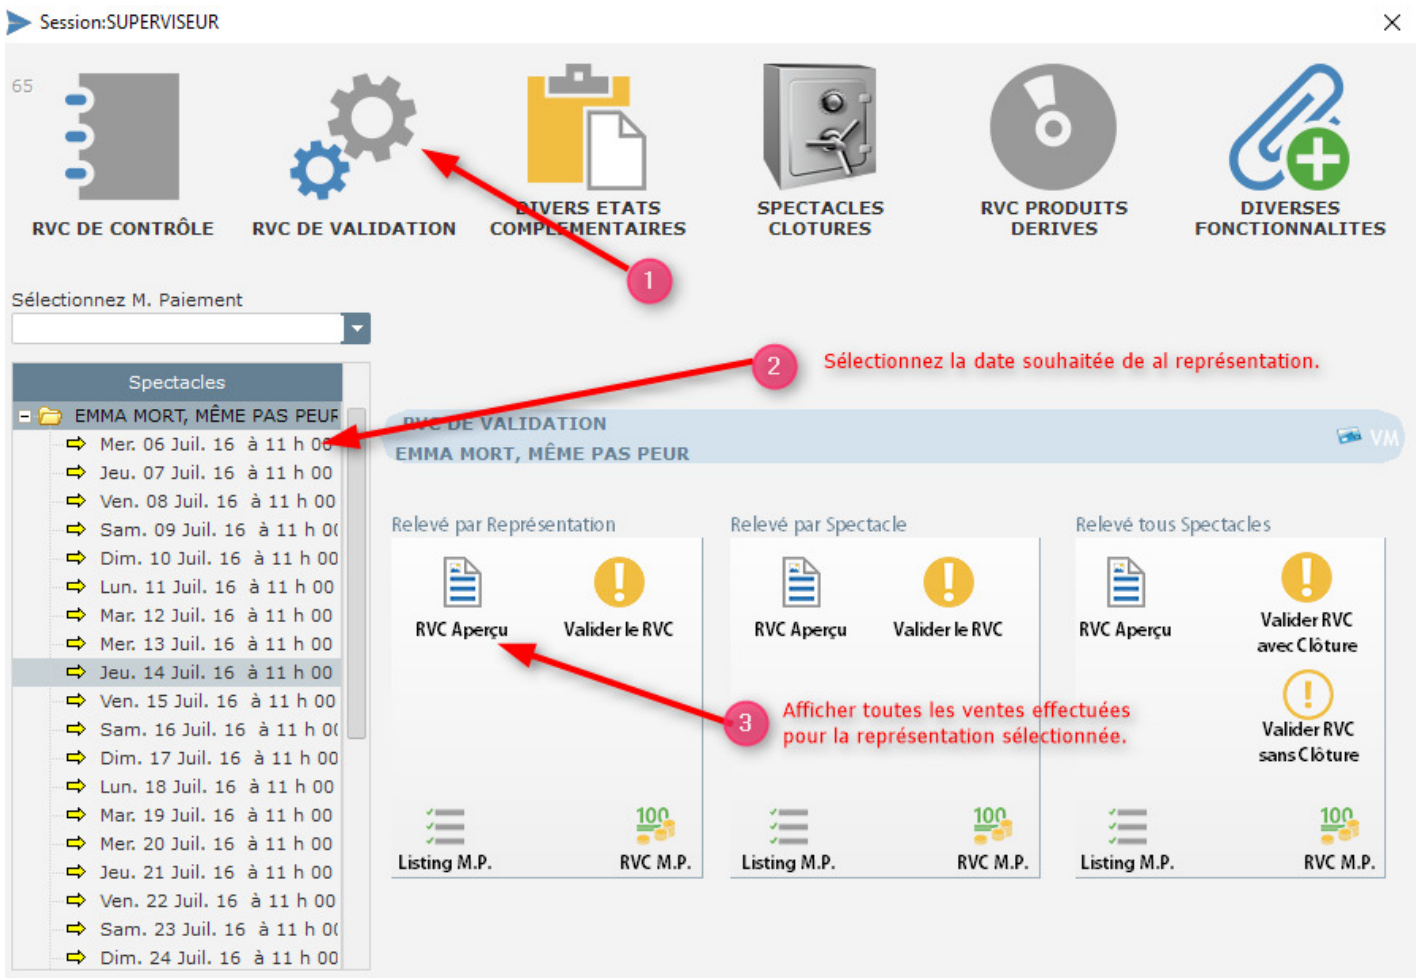 Session:SUPERVISEUR
65
RVC DE CONTRÔLE
RVC DE VALIDATION
DIVERS ETATS
COMPLEMENTAIRES
SPECTACLES
CLOTURES
RVC PRODUITS
DERIVES
DIVERSES
FONCTIONNALITES
1
Sélectionnez M. Paiement
2
Sélectionnez la date souhaitée de al représentation.
Spectacles
EMMA MORT, MÊME PAS PEUR
Mer. 06 Juil. 16 à 11 h 00
Jeu. 07 Juil. 16 à 11 h 00
Ven. 08 Juil. 16 à 11 h 00
Sam. 09 Juil. 16 à 11 h 00
Dim. 10 Juil. 16 à 11 h 00
Lun. 11 Juil. 16 à 11 h 00
Mar. 12 Juil. 16 à 11 h 00
Mer. 13 Juil. 16 à 11 h 00
Jeu. 14 Juil. 16 à 11 h 00
Ven. 15 Juil. 16 à 11 h 00
Sam. 16 Juil. 16 à 11 h 00
Dim. 17 Juil. 16 à 11 h 00
Lun. 18 Juil. 16 à 11 h 00
Mar. 19 Juil. 16 à 11 h 00
Mer. 20 Juil. 16 à 11 h 00
Jeu. 21 Juil. 16 à 11 h 00
Ven. 22 Juil. 16 à 11 h 00
Sam. 23 Juil. 16 à 11 h 00
Dim. 24 Juil. 16 à 11 h 00
RVC DE VALIDATION
EMMA MORT, MÊME PAS PEUR
VM
Relevé par Représentation
RVC Aperçu
Valider le RVC
Listing M.P.
100
RVC M.P.
Relevé par Spectacle
RVC Aperçu
Valider le RVC
3
Afficher toutes les ventes effectuées
pour la représentation sélectionnée.
Listing M.P.
100
RVC M.P.
Relevé tous Spectacles
RVC Aperçu
Valider RVC
avec Clôture
Valider RVC
sans Clôture
Listing M.P.
100
RVC M.P.